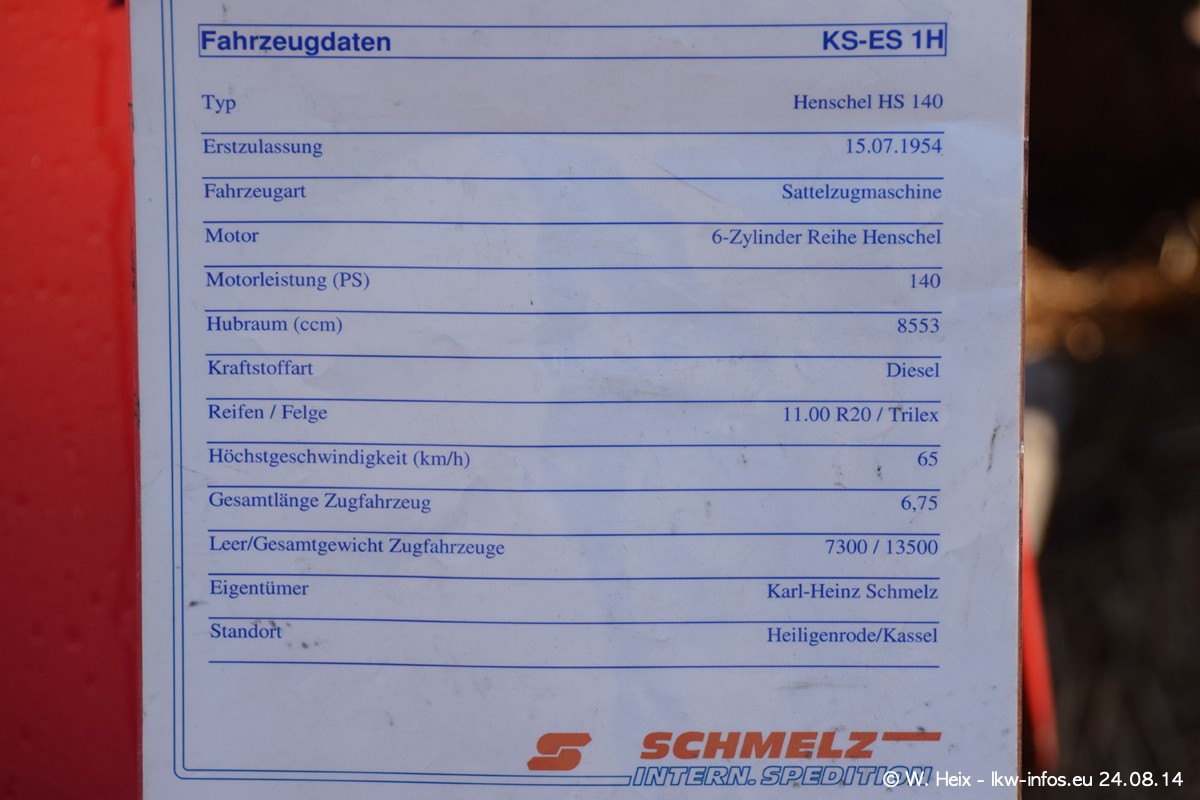 Fahrzeugdaten KS-ES 1H
Typ Henschel HS 140
Erstzulassung 15.07.1954
Fahrzeugart Sattelzugmaschine
Motor 6-Zylinder Reihe Henschel
Motorleistung (PS) 140
Hubraum (ccm) 8553
Kraftstoffart Diesel
Reifen / Felge 11.00 R20 / Trilex
Höchstgeschwindigkeit (km/h) 65
Gesamtlänge Zugfahrzeug 6,75
Leer/Gesamtgewicht Zugfahrzeuge 7300 / 13500
Eigentümer Karl-Heinz Schmelz
Standort Heiligenrode/Kassel
SCHMELZ
INTERN. SPEDITION
© W. Heix - lkw-infos.eu 24.08.14